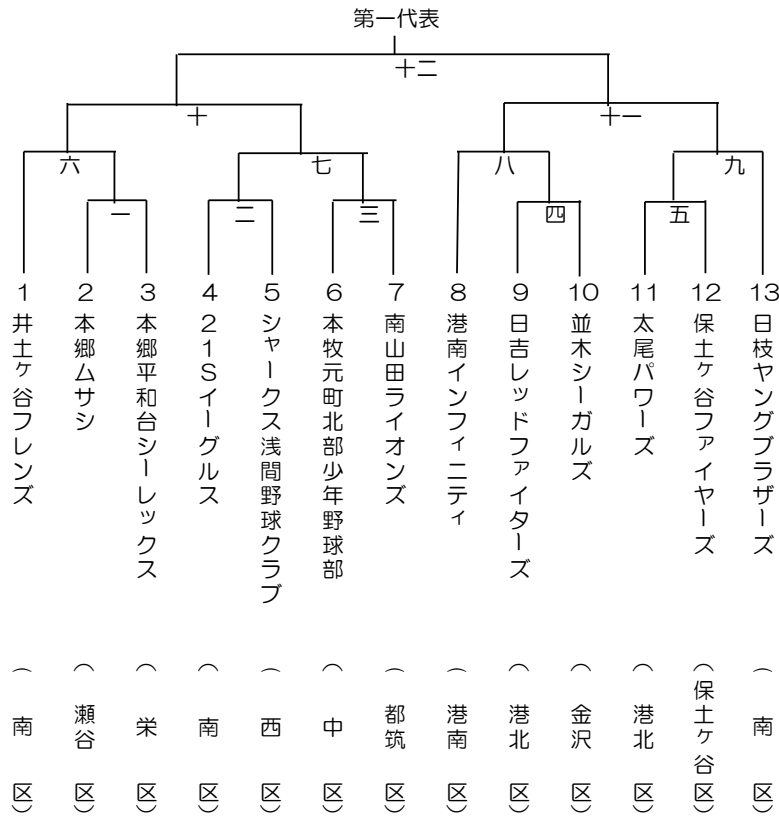 第一代表
十二
十
十一
六
七
八
九
一
二
三
四
五
1 井土ヶ谷フレンズ (南区)
2 本郷ムサシ (瀬谷区)
3 本郷平和台シーレックス (栄区)
4 21Sイーグルス (南区)
5 シャークス浅間野球クラブ (西区)
6 本牧元町北部少年野球部 (中区)
7 南山田ライオンズ (都筑区)
8 港南インフィニティ (港南区)
9 日吉レッドファイターズ (港北区)
10 並木シーガルズ (金沢区)
11 太尾パワーズ (港北区)
12 保土ヶ谷ファイヤーズ (保土ヶ谷区)
13 日枝ヤングブラザーズ (南区)